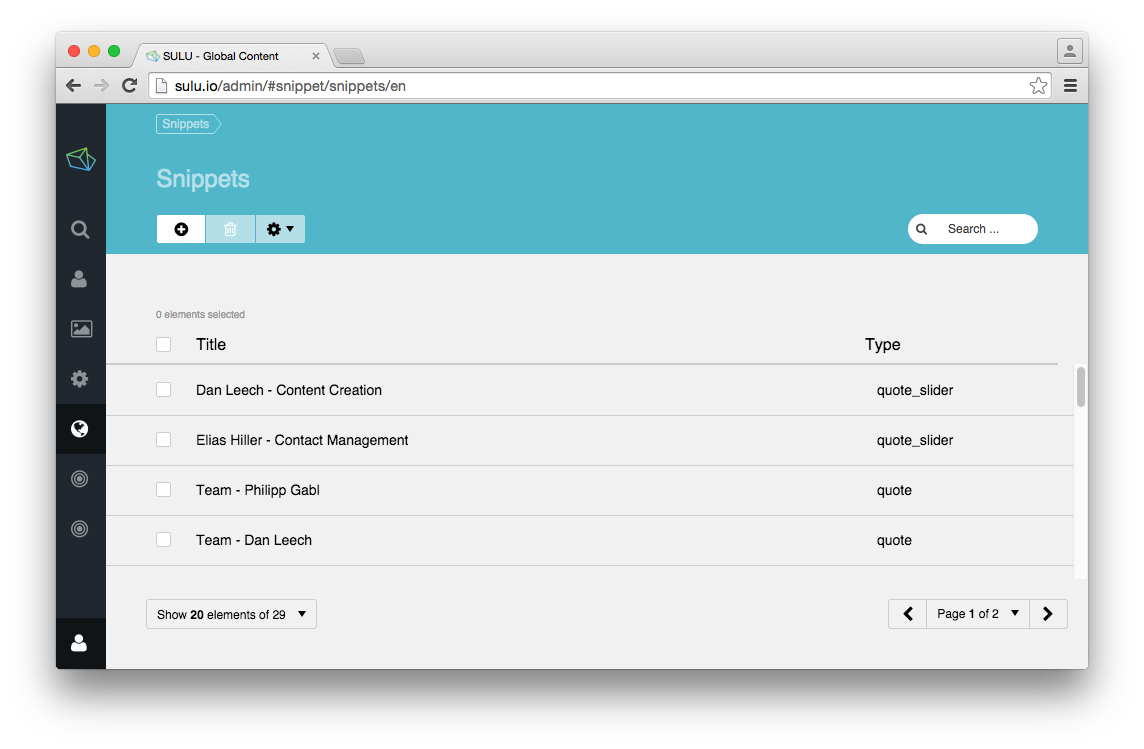 SULU - Global Content
sulu.io/admin/#snippet/snippets/en
Snippets
Snippets
Search ...
0 elements selected
Title Type
Dan Leech - Content Creation quote_slider
Elias Hiller - Contact Management quote_slider
Team - Philipp Gabl quote
Team - Dan Leech quote
Show 20 elements of 29 Page 1 of 2